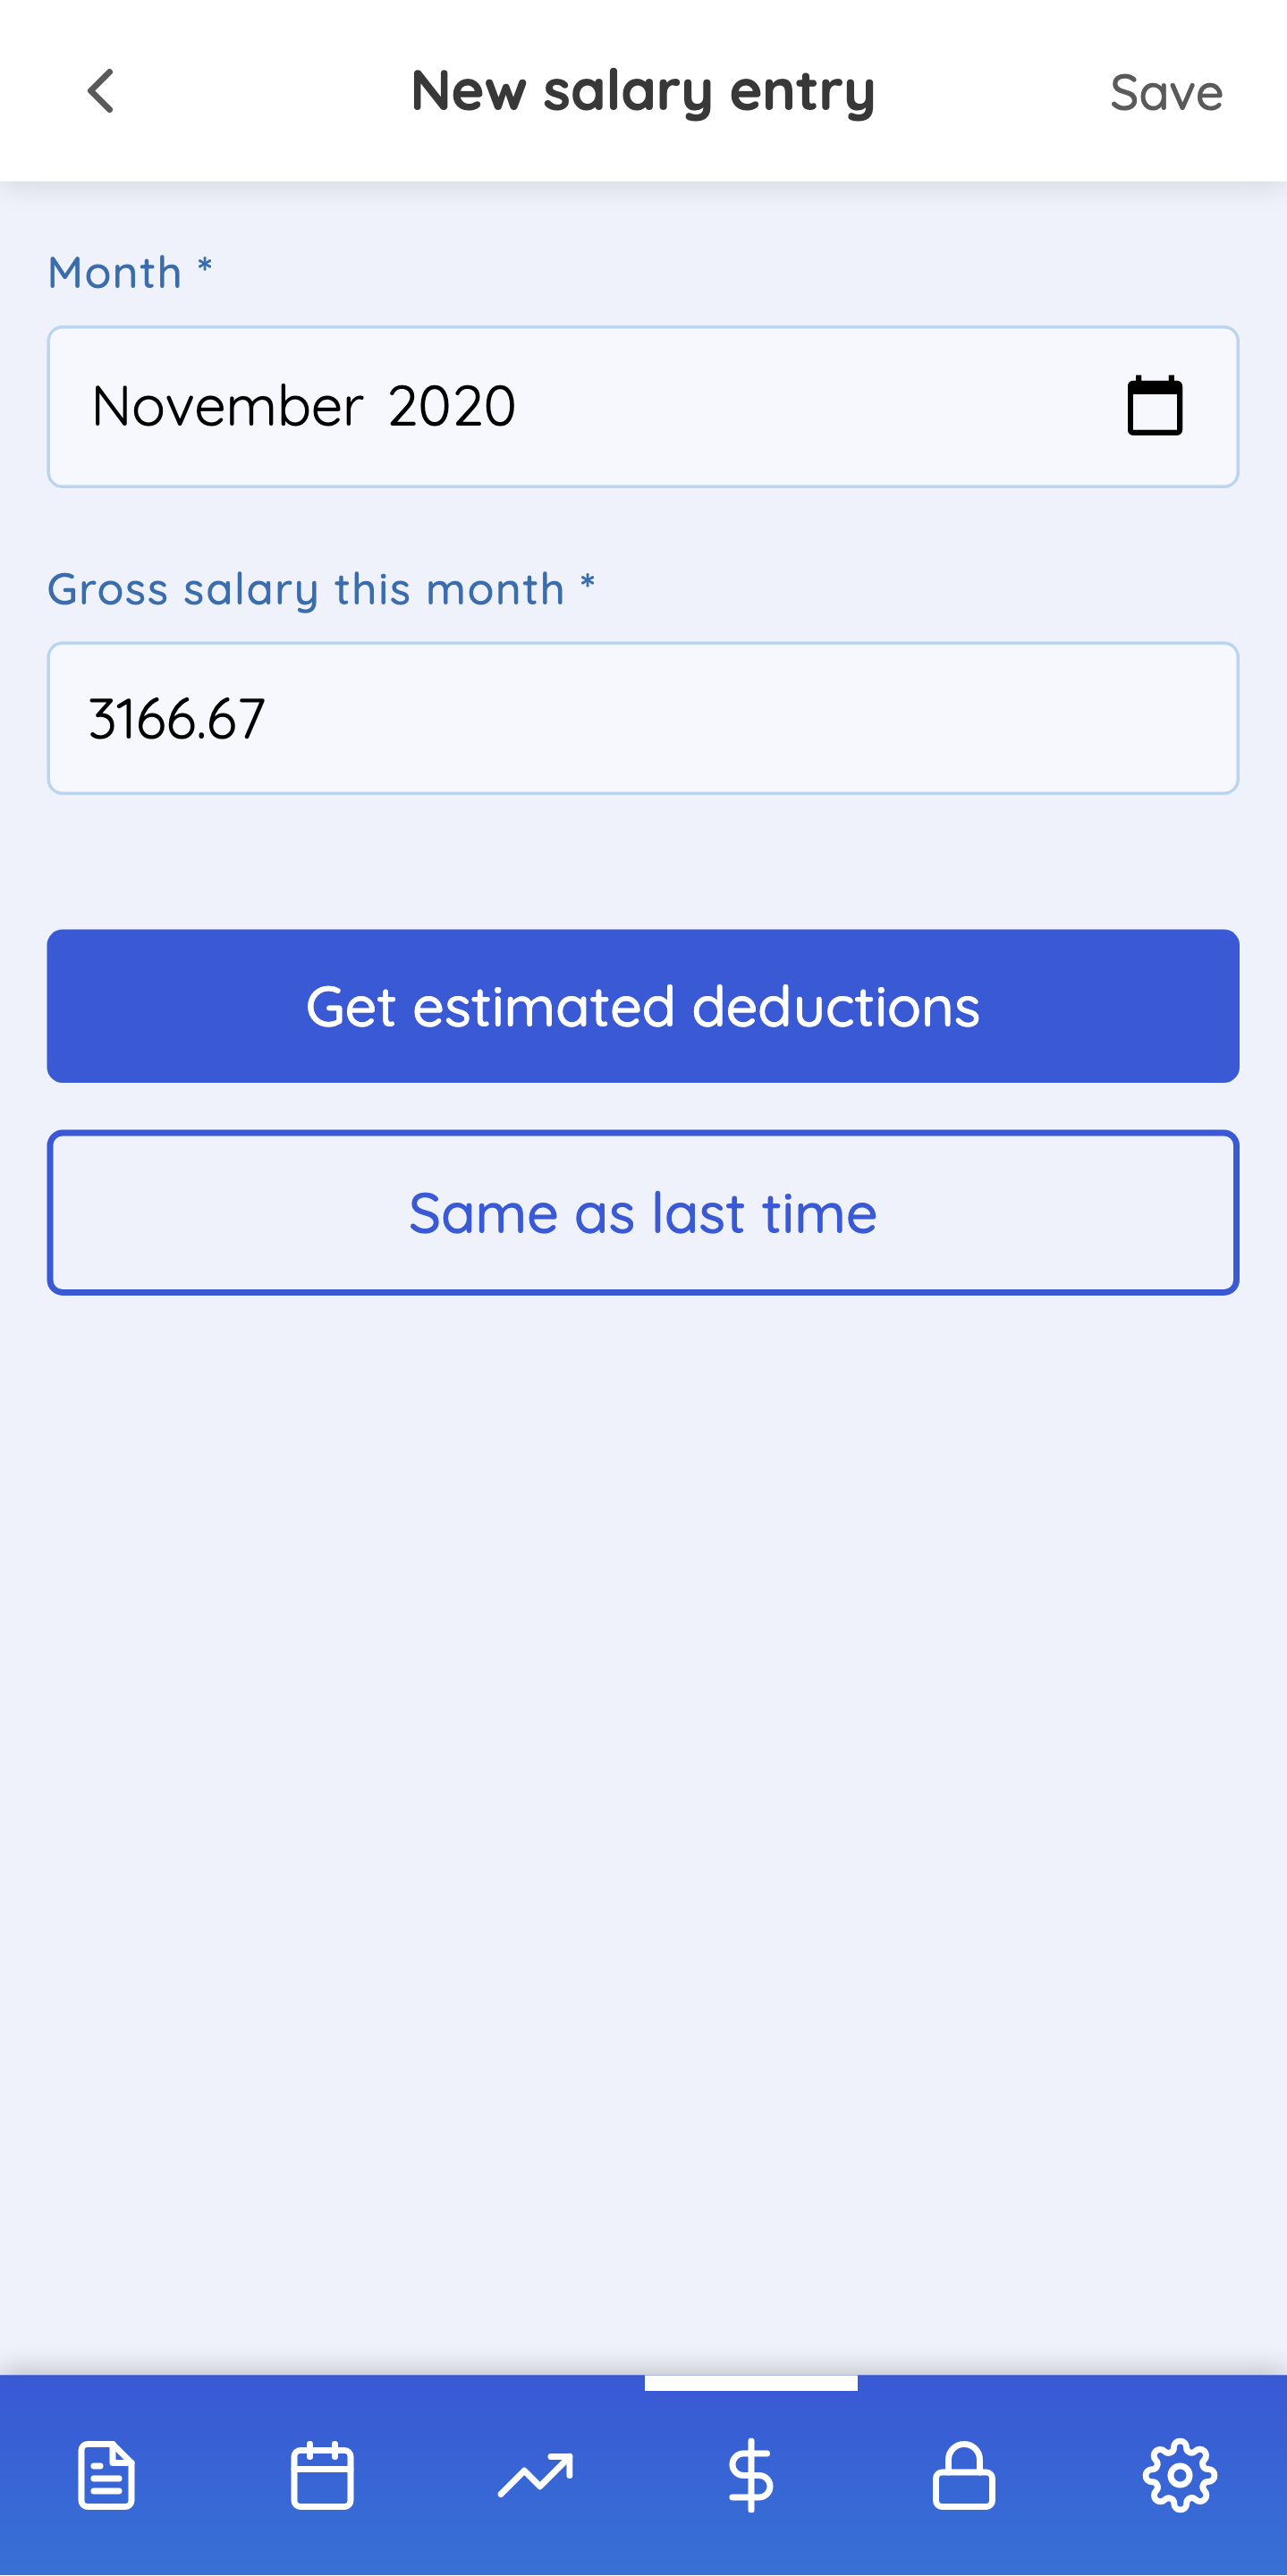 New salary entry
Save
Month *
November 2020
Gross salary this month *
3166.67
Get estimated deductions
Same as last time